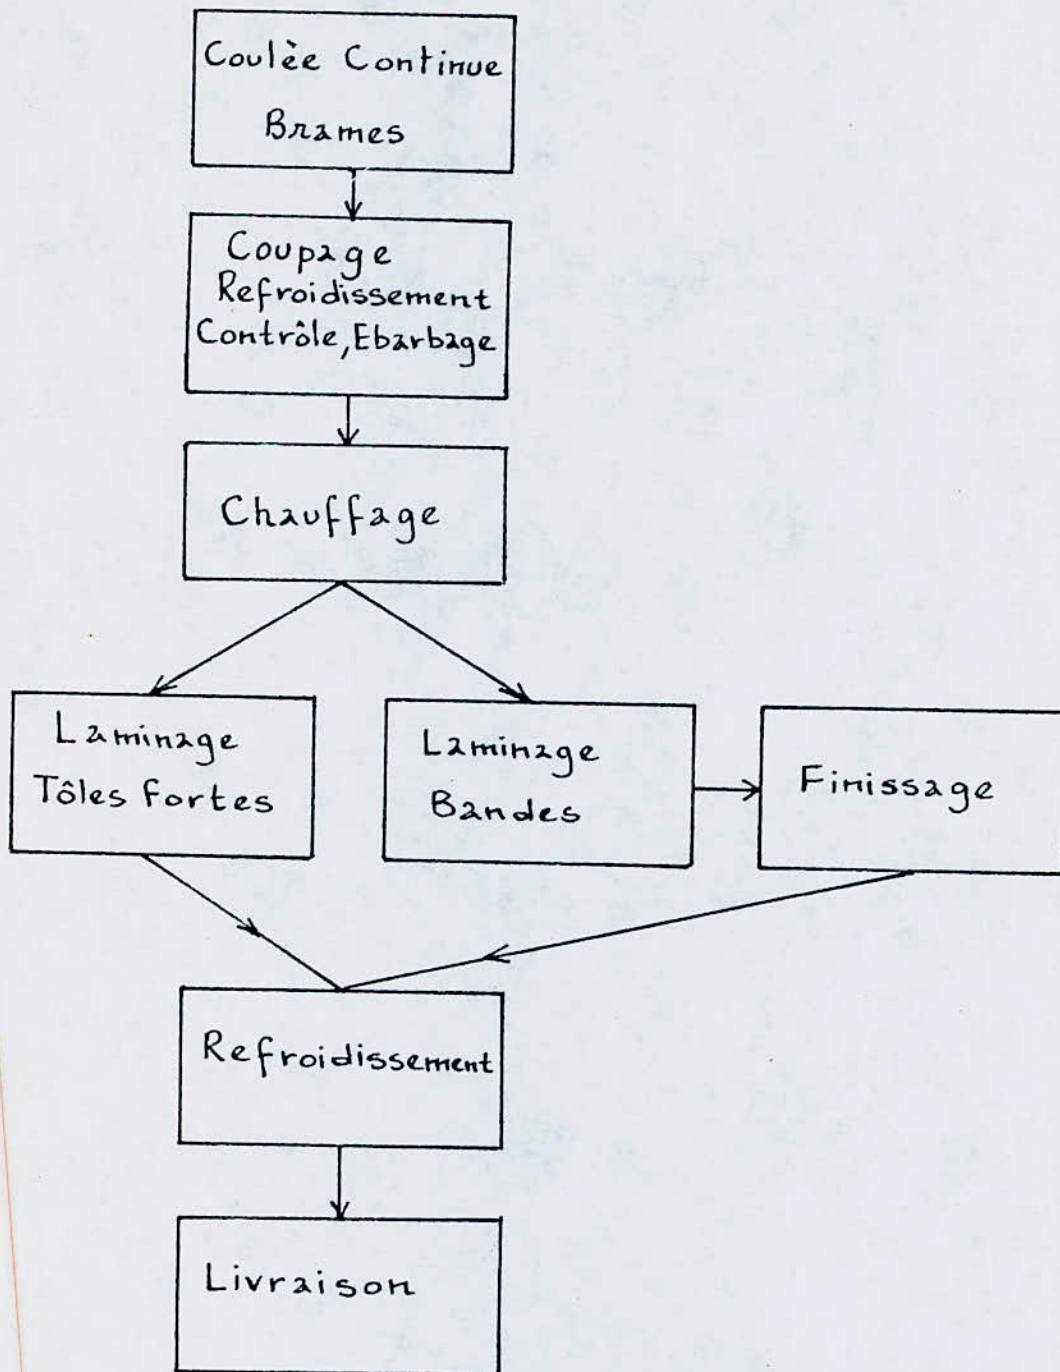 Coulèe Continue
Brames
Coupage
Refroidissement
Contrôle, Ebarbage
Chauffage
Laminage
Tôles fortes
Laminage
Bandes
Finissage
Refroidissement
Livraison